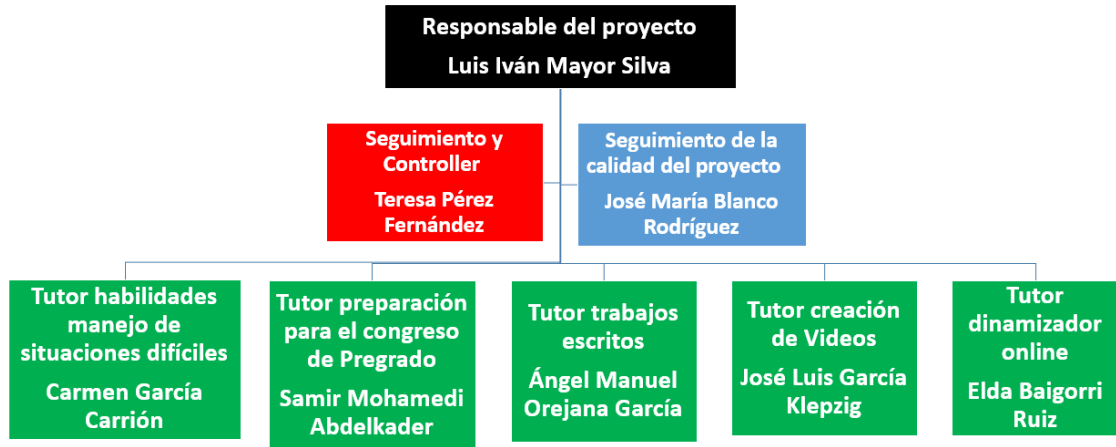 Responsable del proyecto
Luis Iván Mayor Silva
Seguimiento y
Controller
Teresa Pérez
Fernández
Seguimiento de la
calidad del proyecto
José María Blanco
Rodríguez
Tutor habilidades
manejo de
situaciones difíciles
Carmen García
Carrión
Tutor preparación
para el congreso
de Pregrado
Samir Mohamedi
Abdelkader
Tutor trabajos
escritos
Ángel Manuel
Orejana García
Tutor creación
de Videos
José Luis García
Klepzig
Tutor
dinamizador
online
Elda Baigorri
Ruiz